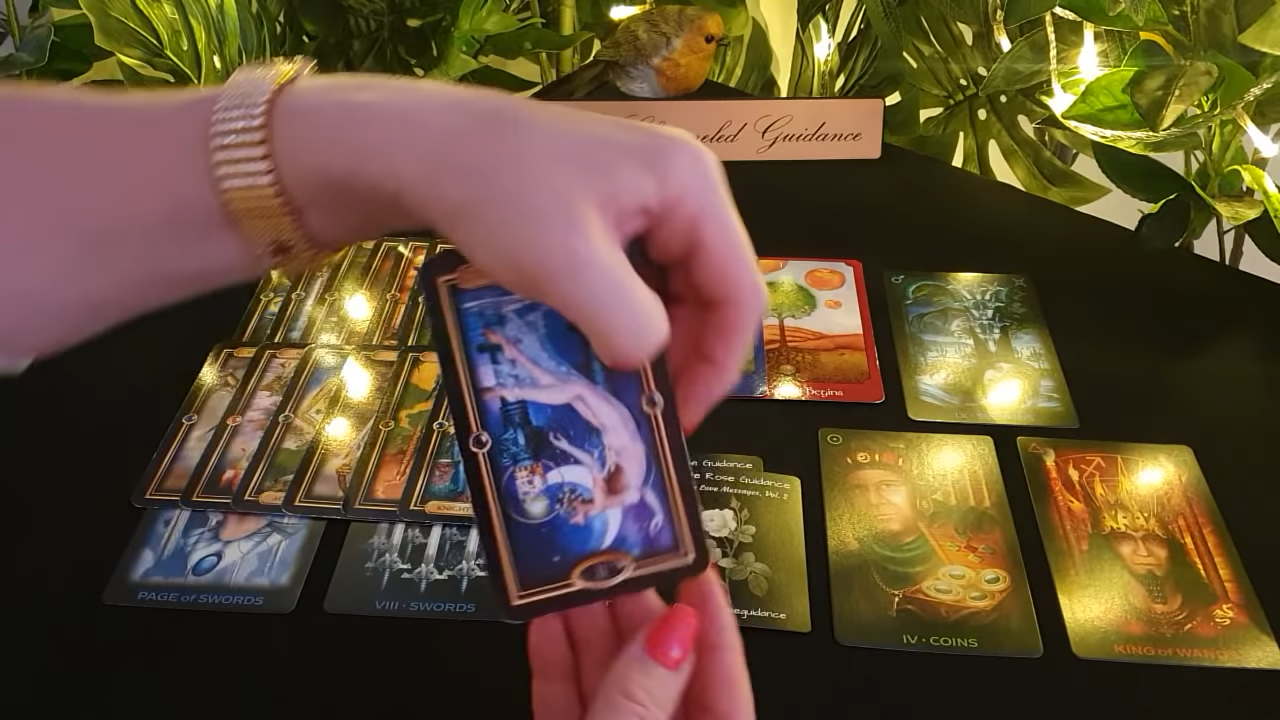 Guidance
Begins
Guidance
Rose Guidance
Love Messages, Vol. 2
KNIGHT
PAGE of SWORDS
VIII · SWORDS
IV · COINS
KING of WANDS